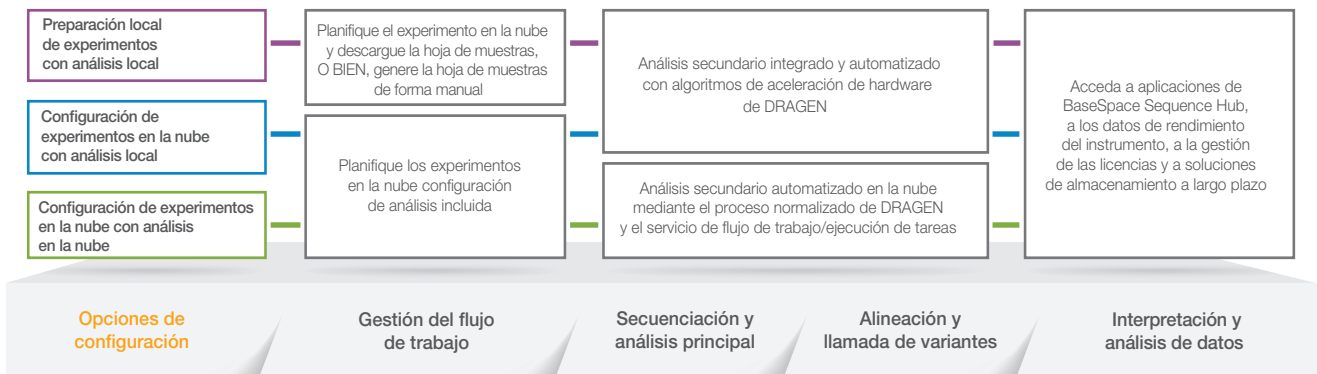 Preparación local
de experimentos
con análisis local
Configuración de
experimentos en la nube
con análisis local
Configuración de experimentos
en la nube con análisis
en la nube
Planifique el experimento en la nube
y descargue la hoja de muestras,
O BIEN, genere la hoja de muestras
de forma manual
Planifique los experimentos
en la nube configuración
de análisis incluida
Análisis secundario integrado y automatizado
con algoritmos de aceleración de hardware
de DRAGEN
Análisis secundario automatizado en la nube
mediante el proceso normalizado de DRAGEN
y el servicio de flujo de trabajo/ejecución de tareas
Acceda a aplicaciones de
BaseSpace Sequence Hub,
a los datos de rendimiento
del instrumento, a la gestión
de las licencias y a soluciones
de almacenamiento a largo plazo
Opciones de
configuración
Gestión del flujo
de trabajo
Secuenciación y
análisis principal
Alineación y
llamada de variantes
Interpretación y
análisis de datos